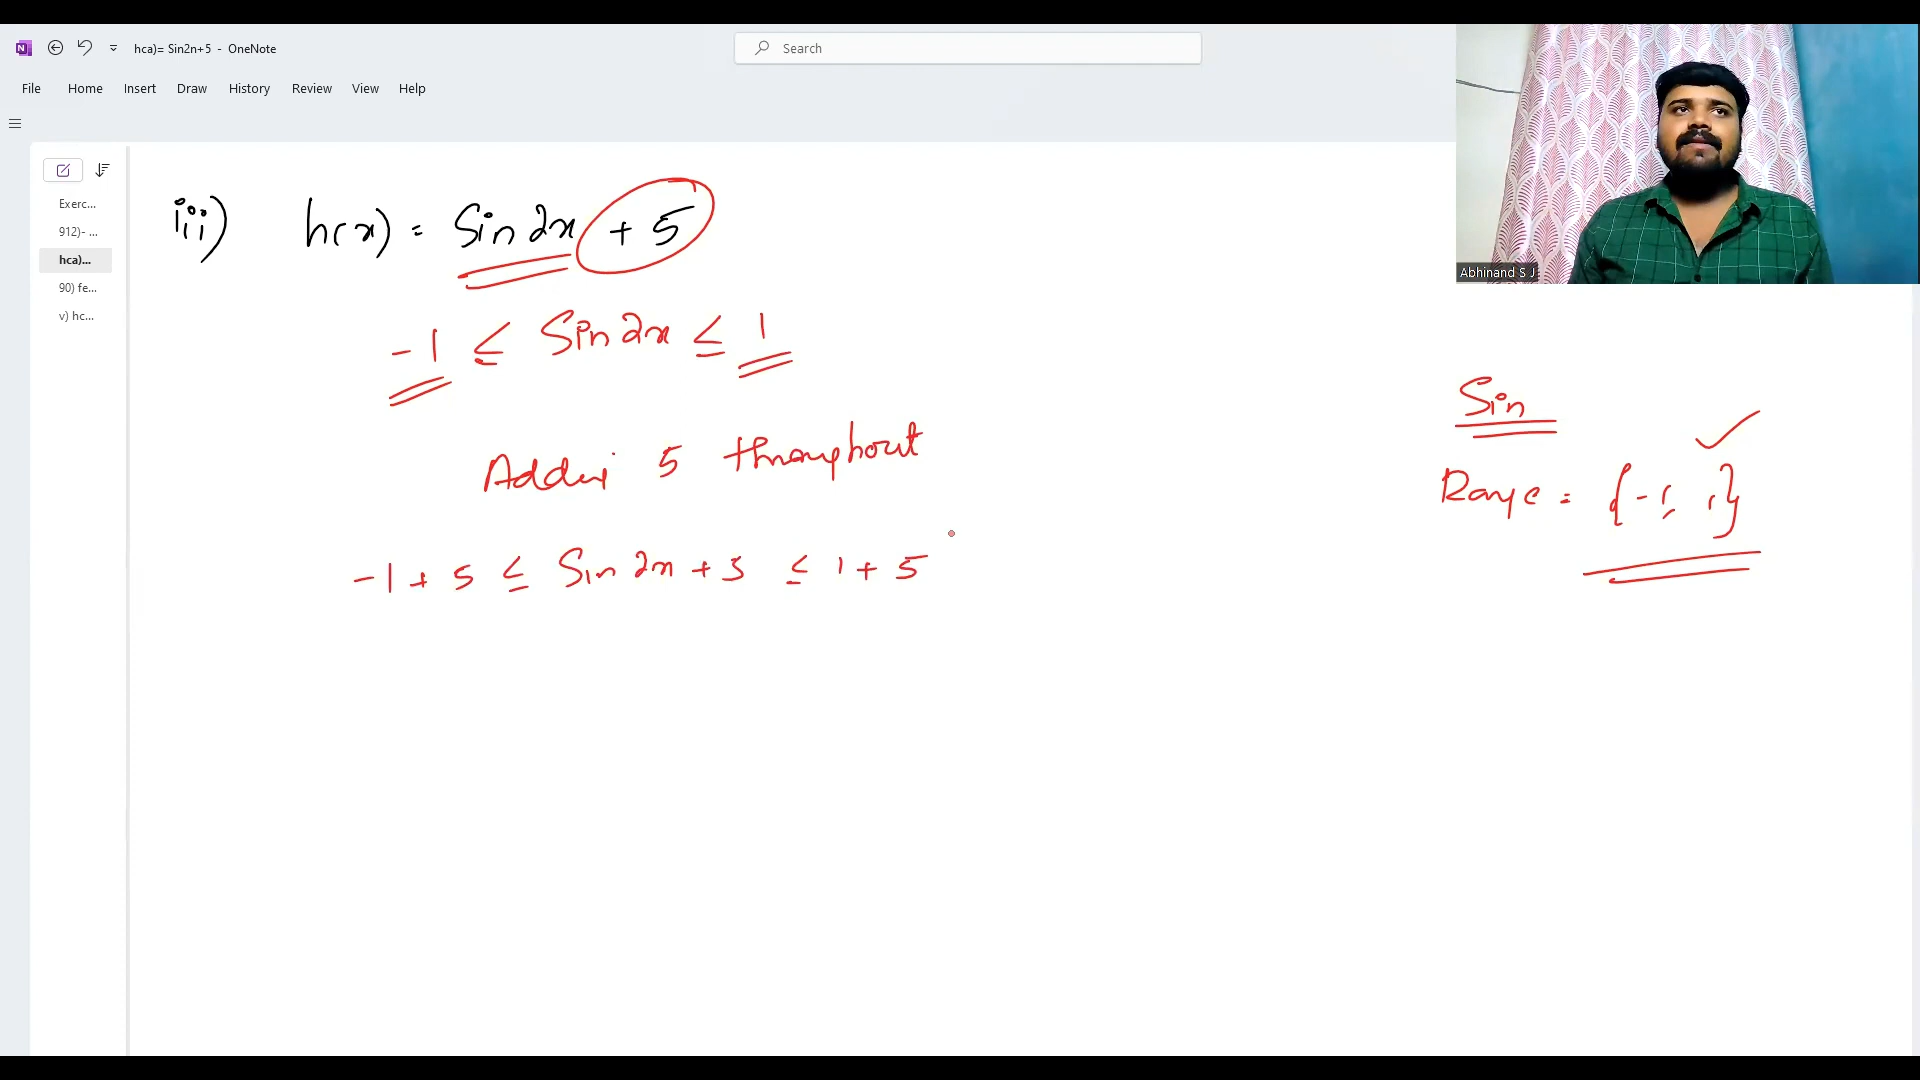 hca)= Sin2n+5 - OneNote
Search
File Home Insert Draw History Review View Help
Exerc...
912)- ...
hca)...
90) fe...
v) hc...
Abhinand S J
iii) h(x) = Sin 2x + 5
-1 ≤ Sin 2x ≤ 1
Adding 5 throughout
-1 + 5 ≤ Sin 2x + 5 ≤ 1 + 5
Sin
Range = {-1, 1}